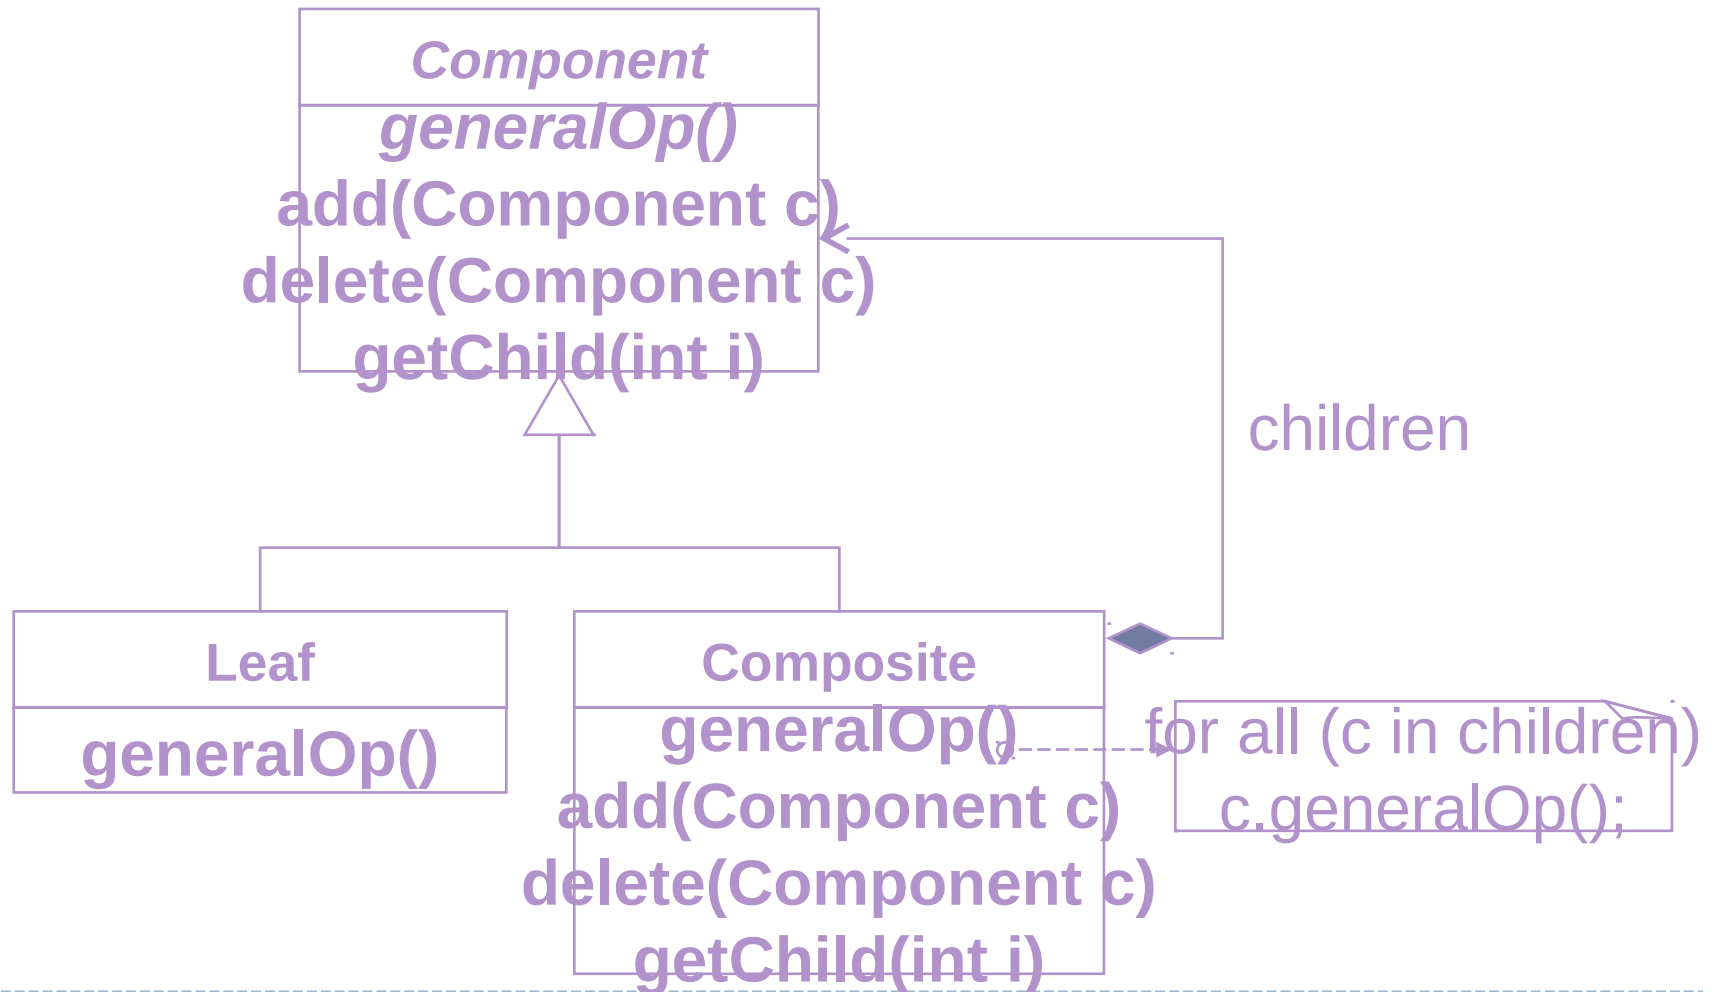 Component
generalOp()
add(Component c)
delete(Component c)
getChild(int i)
children
Leaf
generalOp()
Composite
generalOp()
add(Component c)
delete(Component c)
getChild(int i)
for all (c in children)
c.generalOp();